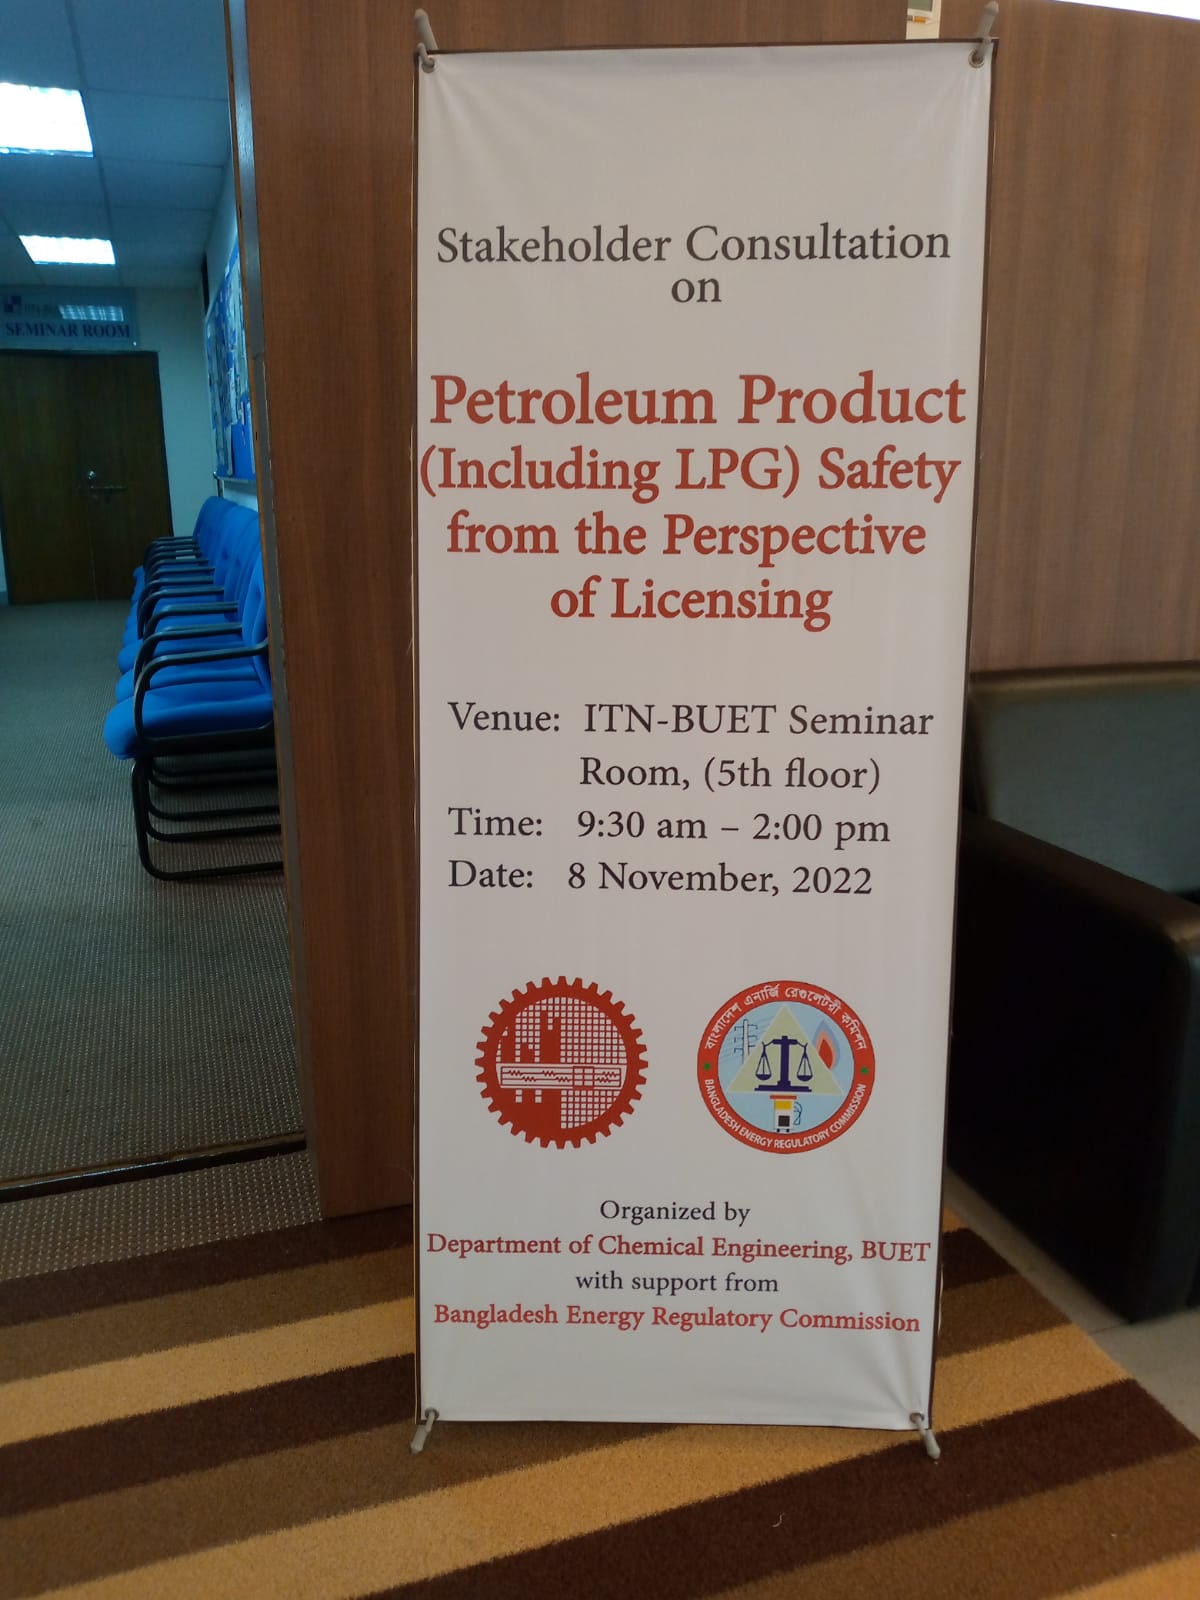 SEMINAR ROOM
Stakeholder Consultation
on
Petroleum Product
(Including LPG) Safety
from the Perspective
of Licensing
Venue: ITN-BUET Seminar
Room, (5th floor)
Time: 9:30 am – 2:00 pm
Date: 8 November, 2022
বাংলাদেশ এনার্জি রেগুলেটরী কমিশন
BANGLADESH ENERGY REGULATORY COMMISSION
Organized by
Department of Chemical Engineering, BUET
with support from
Bangladesh Energy Regulatory Commission